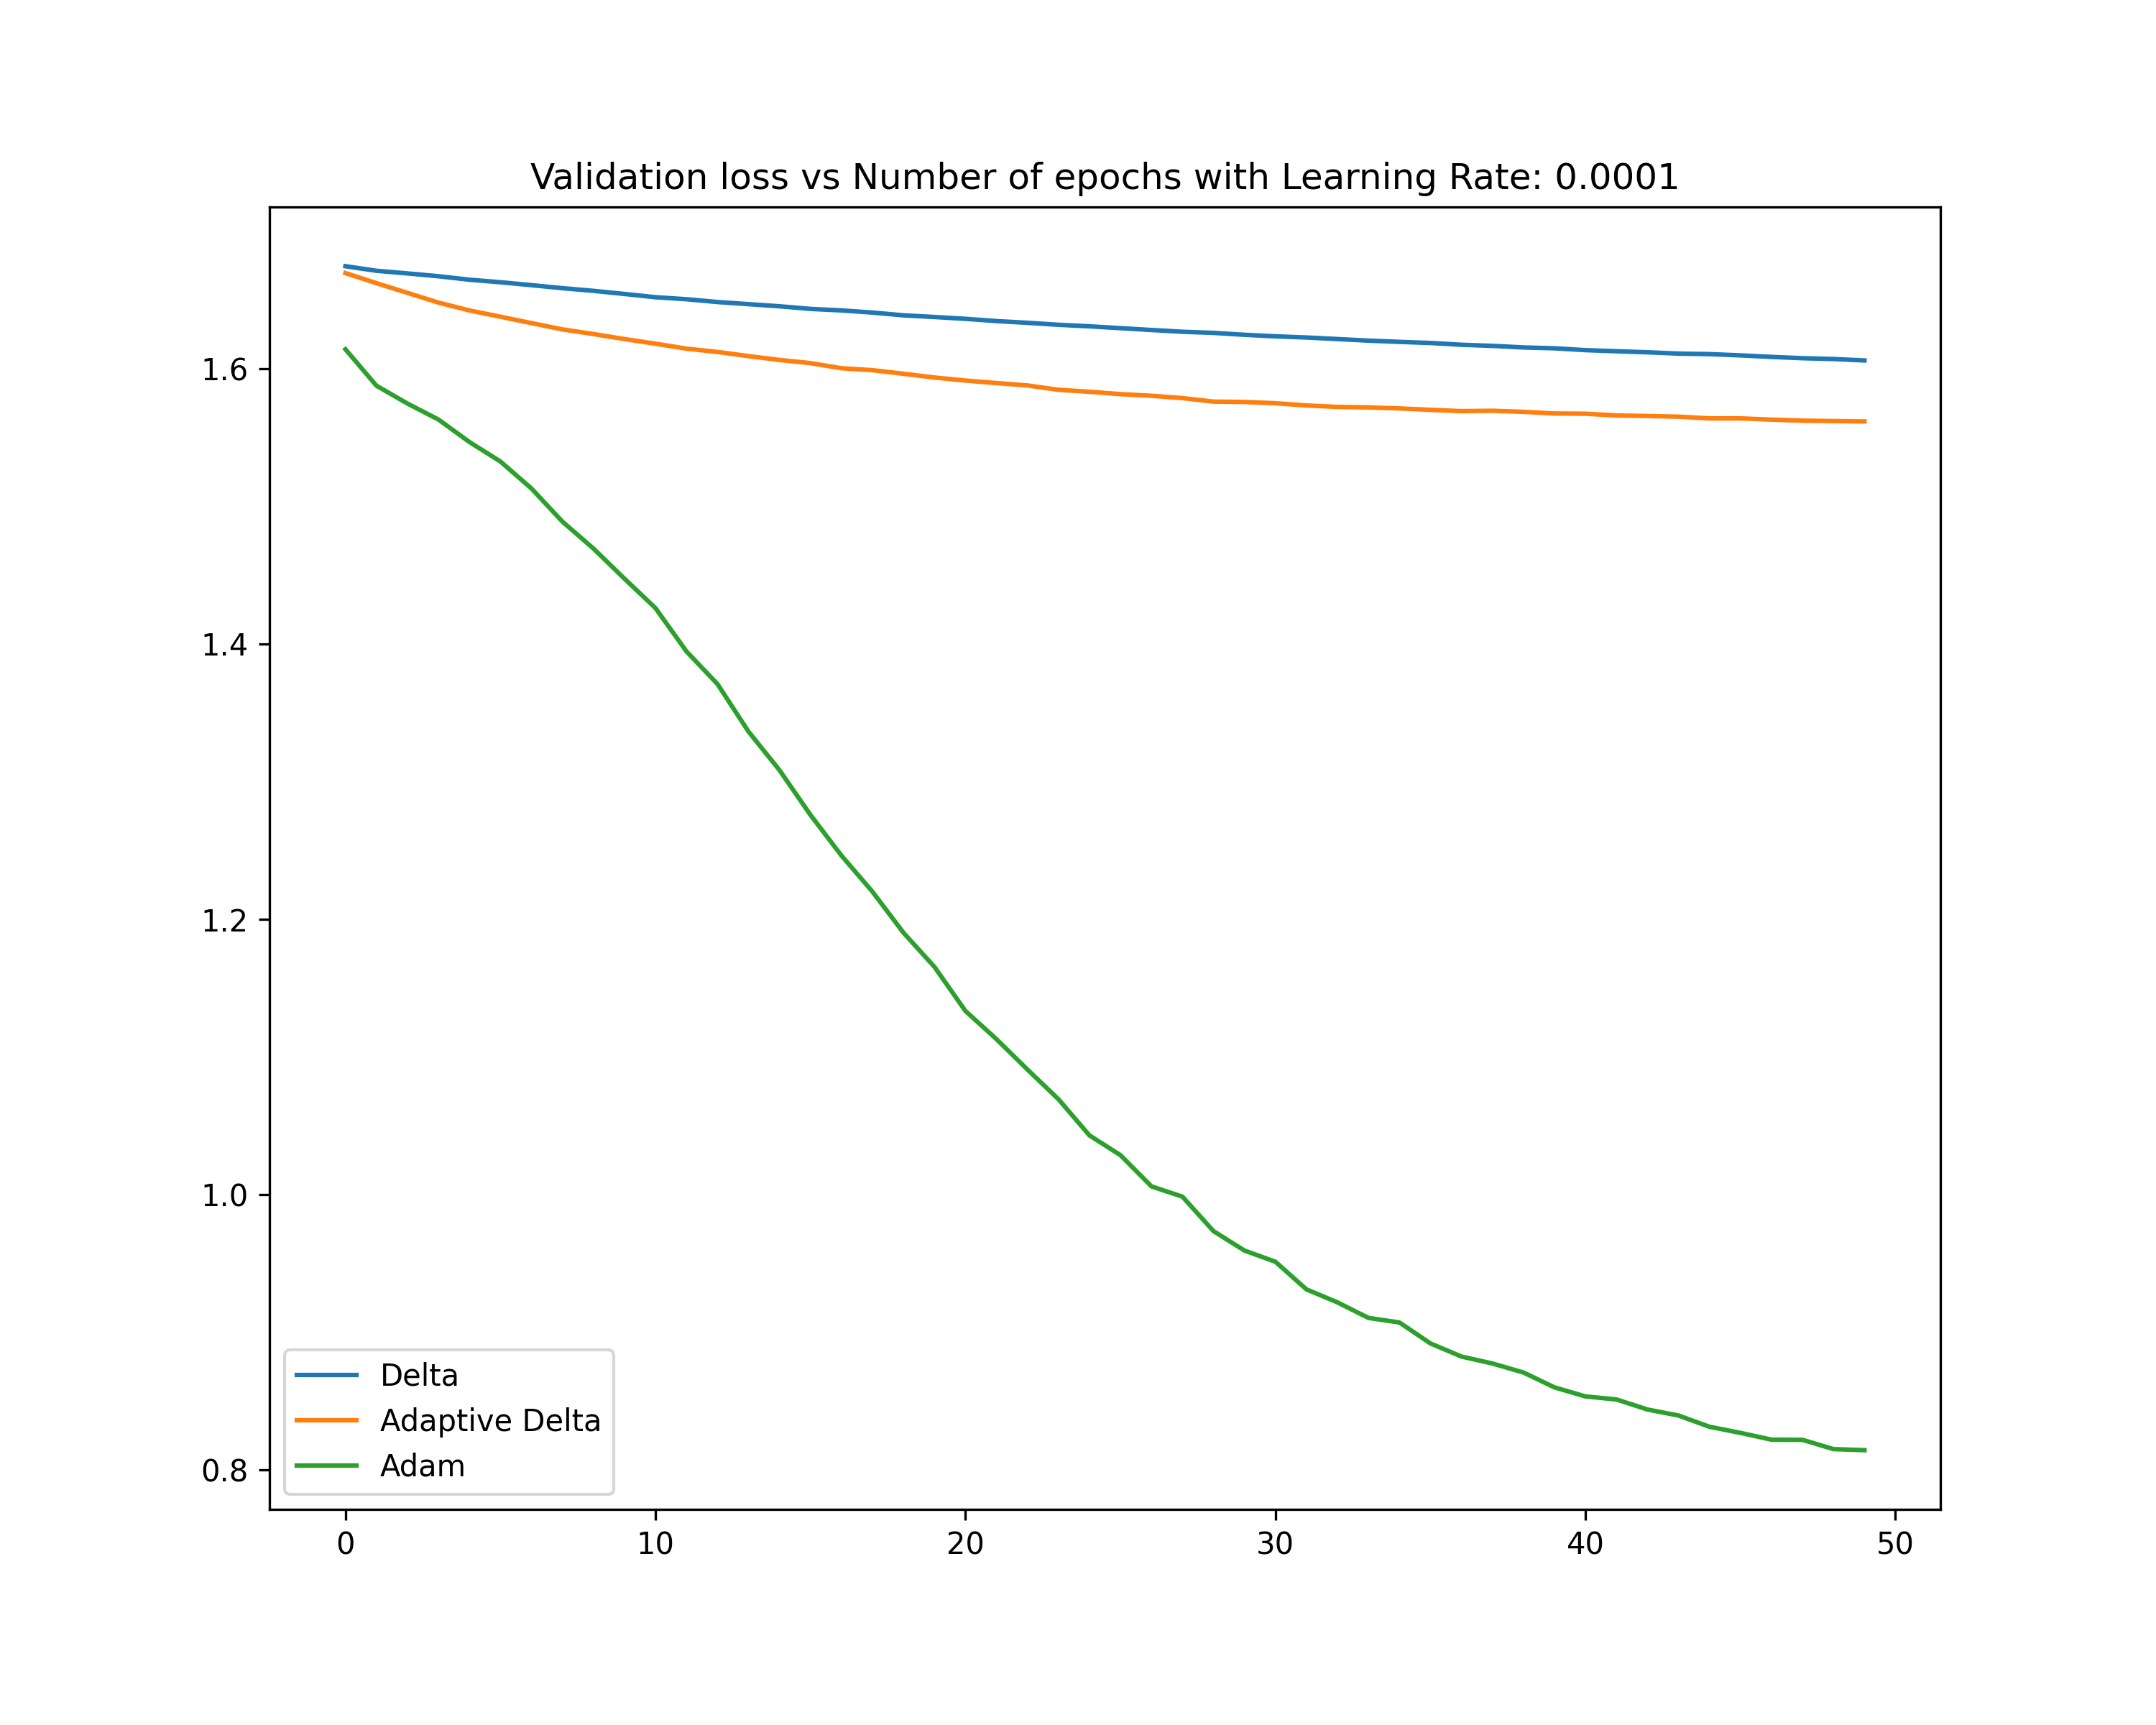 Validation loss vs Number of epochs with Learning Rate: 0.0001
1.6
1.4
1.2
1.0
0.8
Delta
Adaptive Delta
Adam
0 10 20 30 40 50